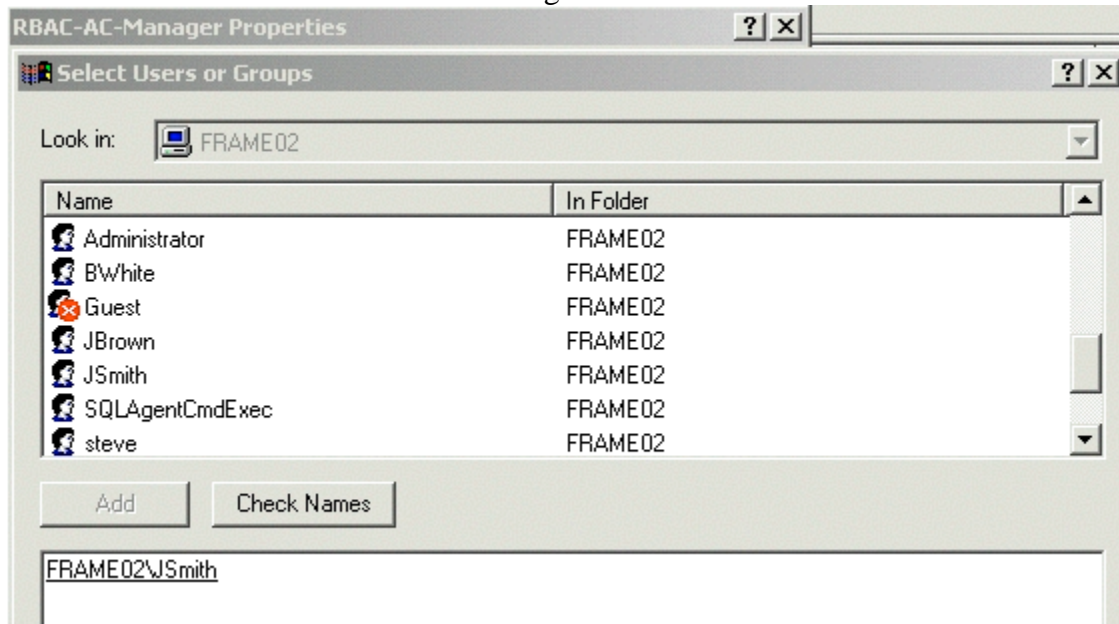 RBAC-AC-Manager Properties
Select Users or Groups
Look in: FRAME02
Name In Folder
Administrator FRAME02
BWhite FRAME02
Guest FRAME02
JBrown FRAME02
JSmith FRAME02
SQLAgentCmdExec FRAME02
steve FRAME02
Add Check Names
FRAME02\JSmith